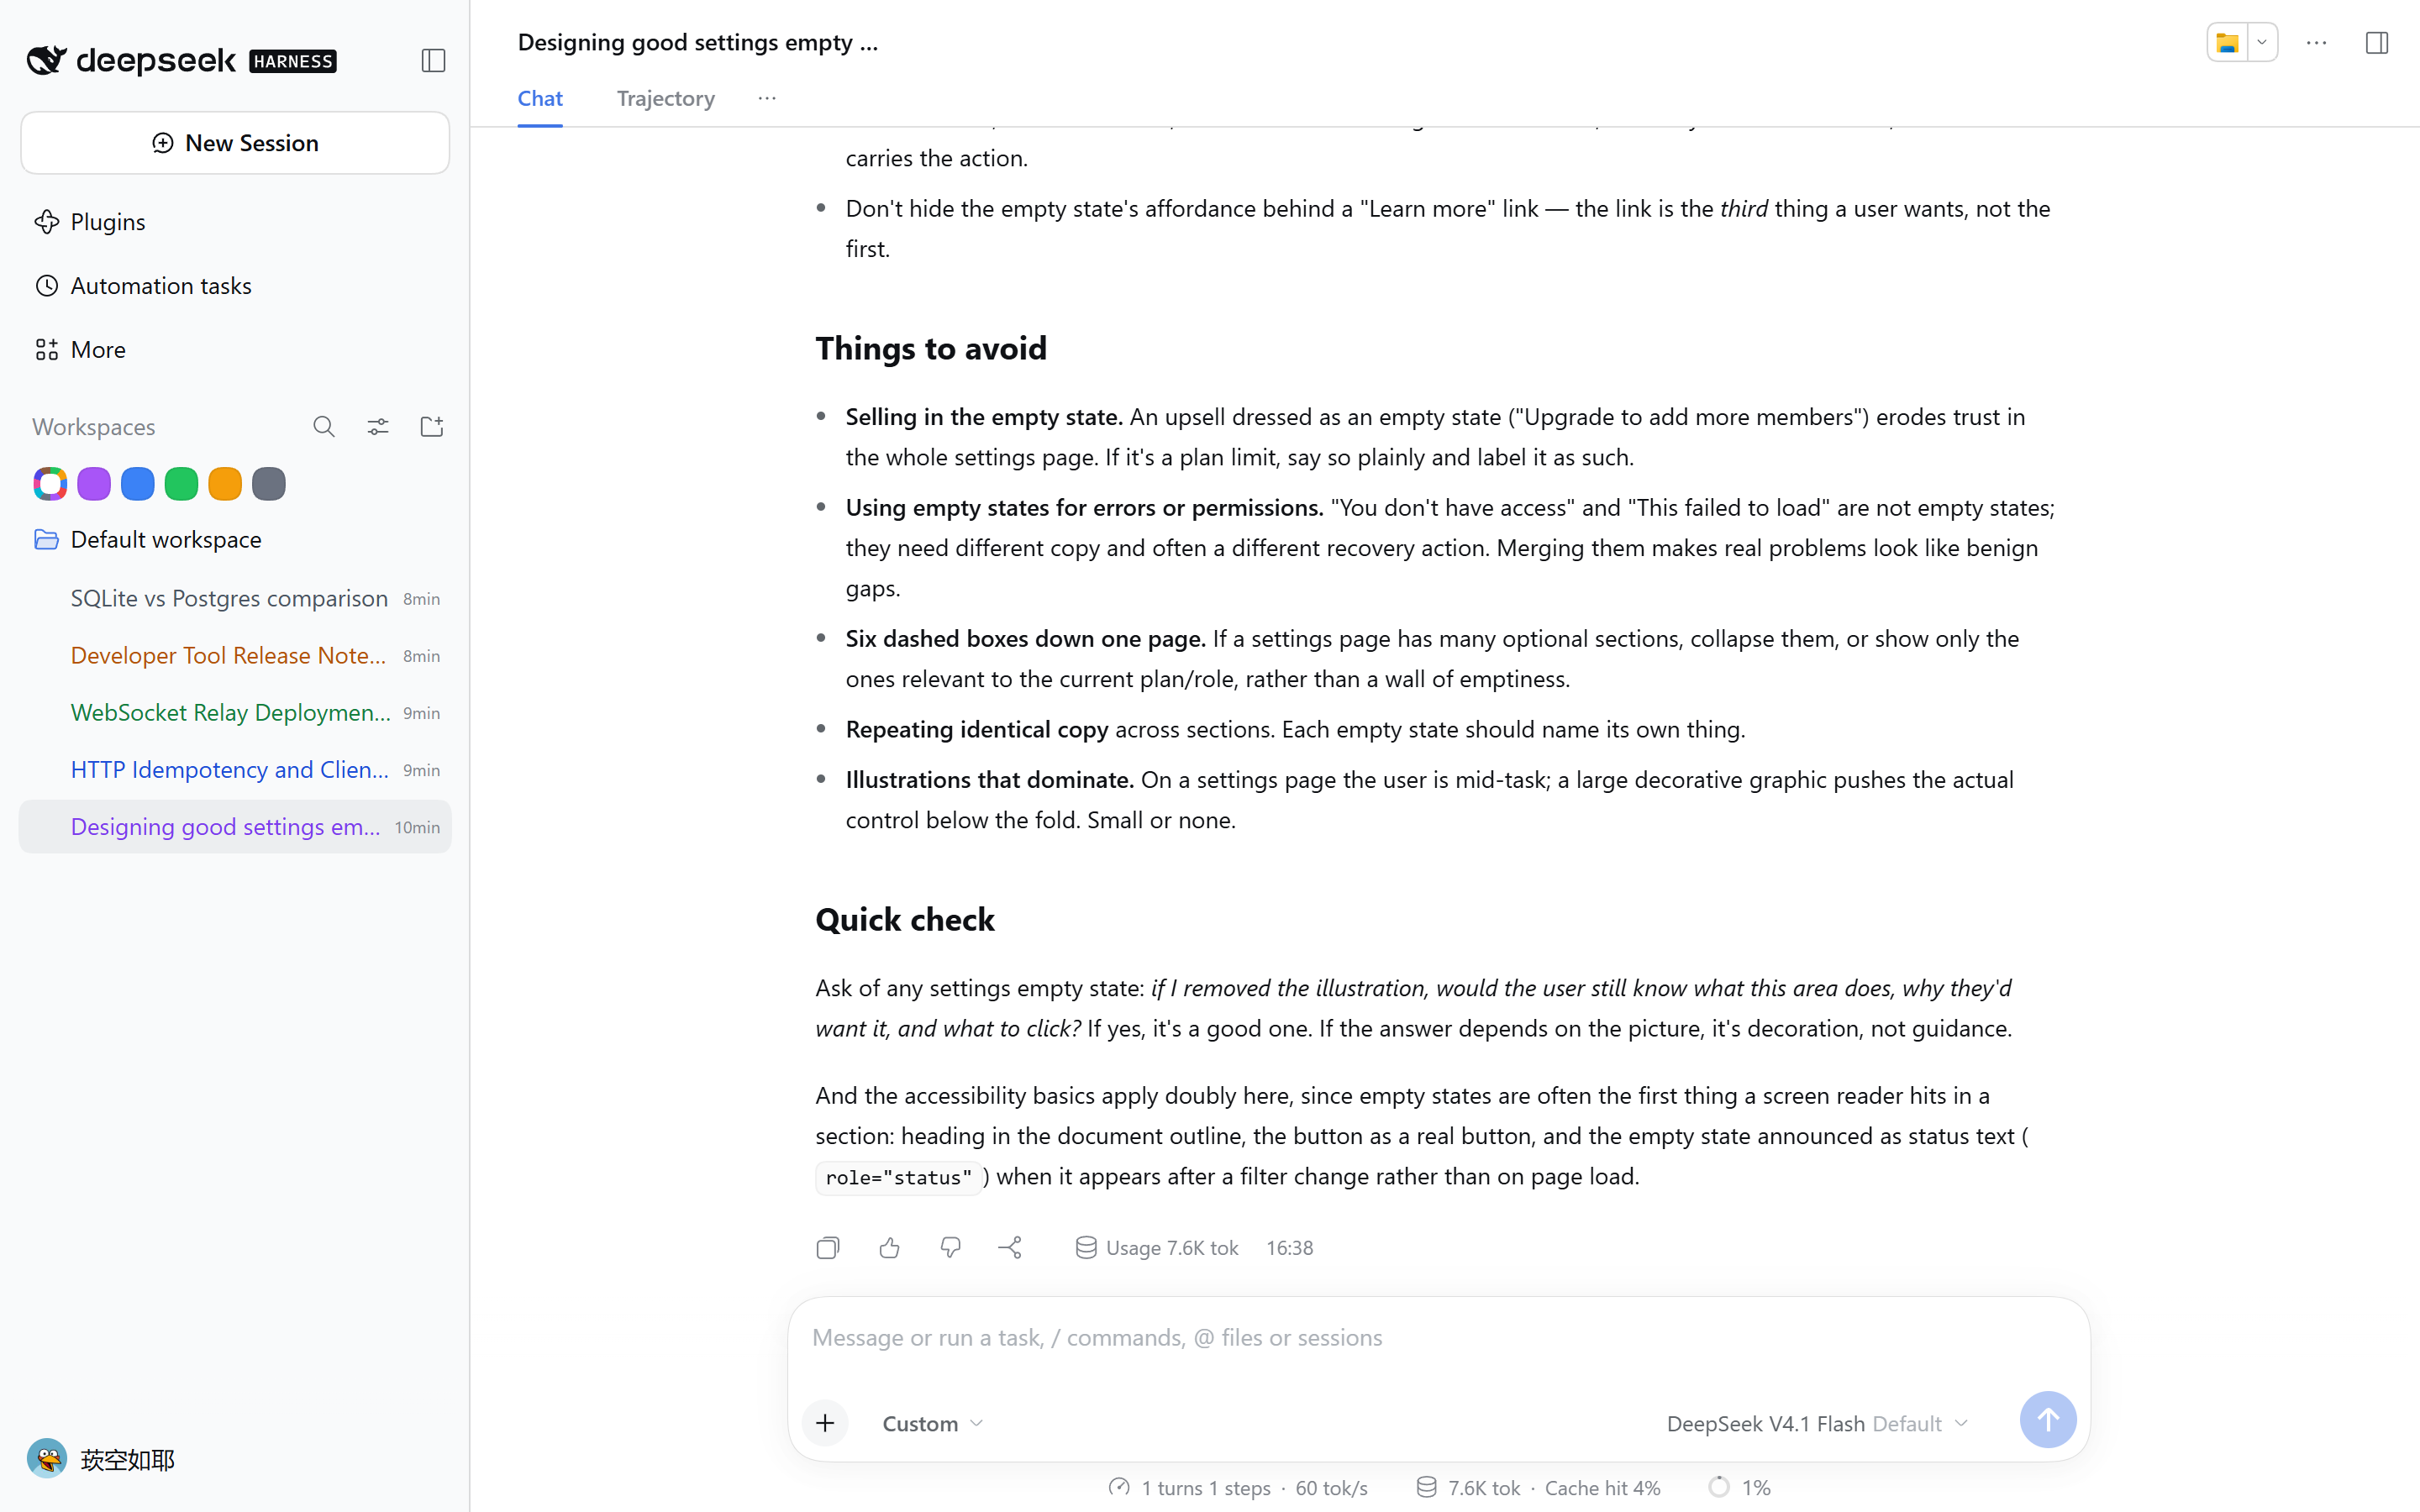 deepseek HARNESS
New Session
Plugins
Automation tasks
More
Workspaces
Default workspace
SQLite vs Postgres comparison 8min
Developer Tool Release Note... 8min
WebSocket Relay Deploymen... 9min
HTTP Idempotency and Clien... 9min
Designing good settings em... 10min
莰空如耶
Designing good settings empty ...
Chat Trajectory
carries the action.
Don't hide the empty state's affordance behind a "Learn more" link — the link is the third thing a user wants, not the
first.
Things to avoid
Selling in the empty state. An upsell dressed as an empty state ("Upgrade to add more members") erodes trust in
the whole settings page. If it's a plan limit, say so plainly and label it as such.
Using empty states for errors or permissions. "You don't have access" and "This failed to load" are not empty states;
they need different copy and often a different recovery action. Merging them makes real problems look like benign
gaps.
Six dashed boxes down one page. If a settings page has many optional sections, collapse them, or show only the
ones relevant to the current plan/role, rather than a wall of emptiness.
Repeating identical copy across sections. Each empty state should name its own thing.
Illustrations that dominate. On a settings page the user is mid-task; a large decorative graphic pushes the actual
control below the fold. Small or none.
Quick check
Ask of any settings empty state: if I removed the illustration, would the user still know what this area does, why they'd
want it, and what to click? If yes, it's a good one. If the answer depends on the picture, it's decoration, not guidance.
And the accessibility basics apply doubly here, since empty states are often the first thing a screen reader hits in a
section: heading in the document outline, the button as a real button, and the empty state announced as status text (
role="status" ) when it appears after a filter change rather than on page load.
Usage 7.6K tok 16:38
Message or run a task, / commands, @ files or sessions
Custom DeepSeek V4.1 Flash Default
1 turns 1 steps · 60 tok/s 7.6K tok · Cache hit 4% 1%